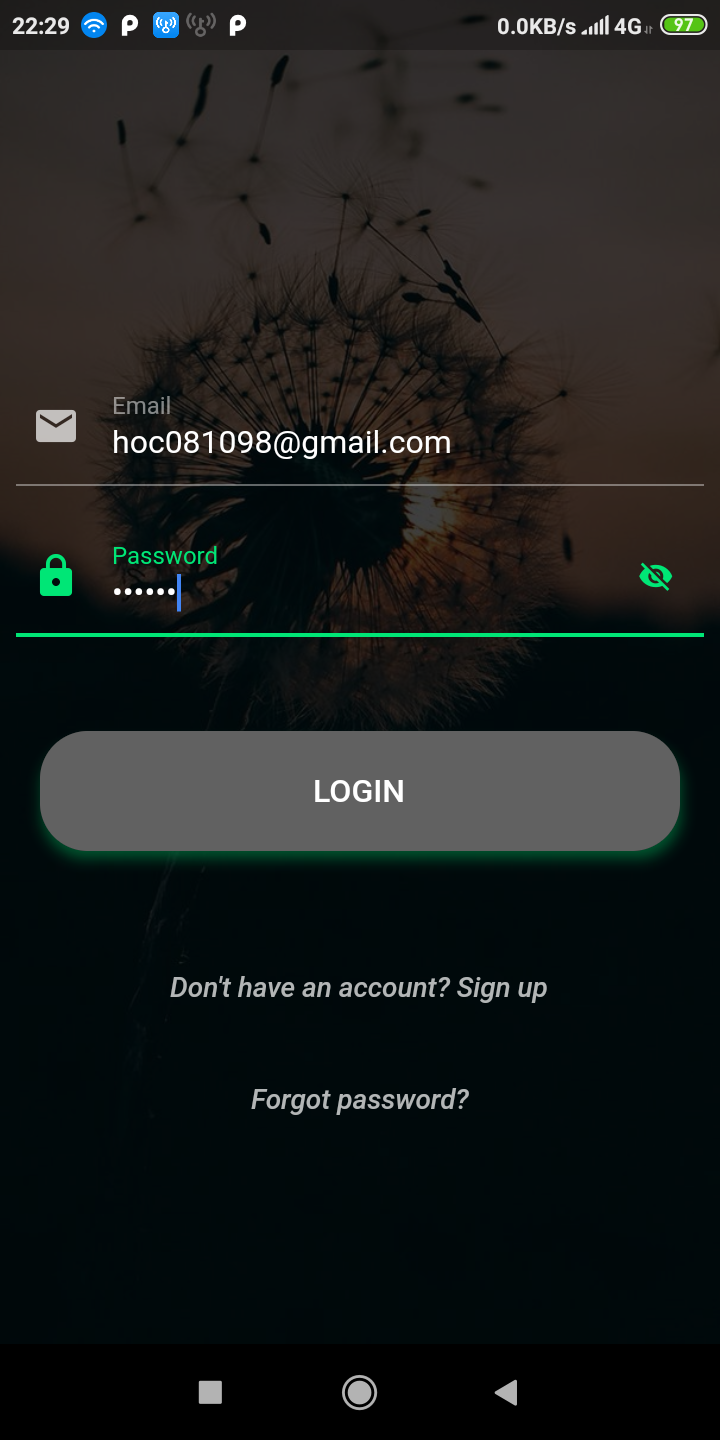 22:29 0.0KB/s 4G 97
Email
hoc081098@gmail.com
Password
••••••
LOGIN
Don't have an account? Sign up
Forgot password?